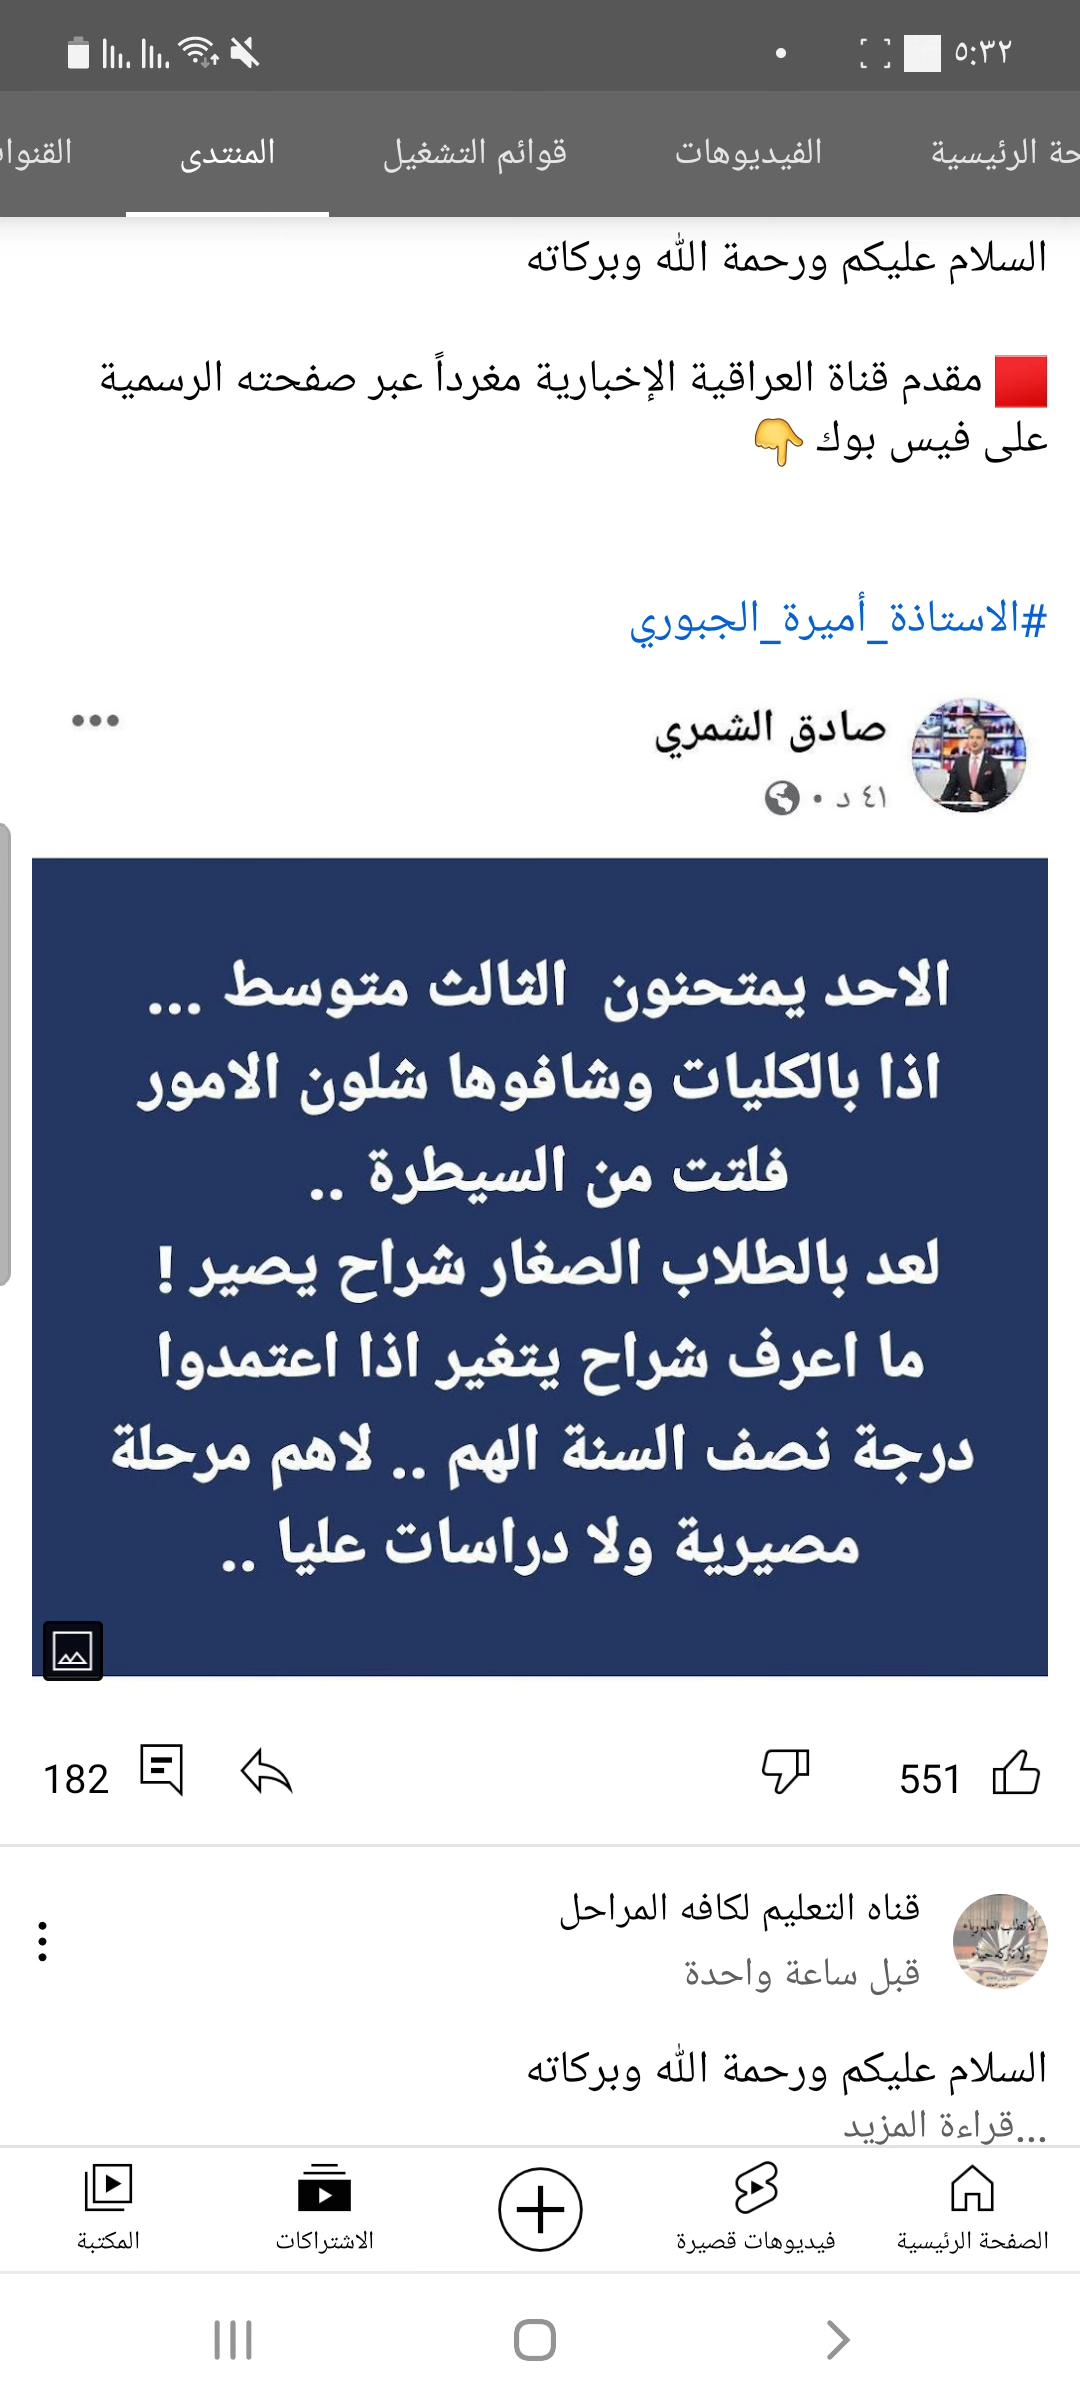 ٥:٣٢
حة الرئيسية
الفيديوهات
قوائم التشغيل
المنتدى
القنوا
السلام عليكم ورحمة الله وبركاته
مقدم قناة العراقية الإخبارية مغرداً عبر صفحته الرسمية
على فيس بوك 👇
#الاستاذة_أميرة_الجبوري
صادق الشمري
٤١ د •
الاحد يمتحنون الثالث متوسط ...
اذا بالكليات وشافوها شلون الامور
فلتت من السيطرة ..
لعد بالطلاب الصغار شراح يصير !
ما اعرف شراح يتغير اذا اعتمدوا
درجة نصف السنة الهم .. لاهم مرحلة
مصيرية ولا دراسات عليا ..
551
182
قناه التعليم لكافه المراحل
قبل ساعة واحدة
السلام عليكم ورحمة الله وبركاته
...قراءة المزيد
الصفحة الرئيسية
فيديوهات قصيرة
الاشتراكات
المكتبة